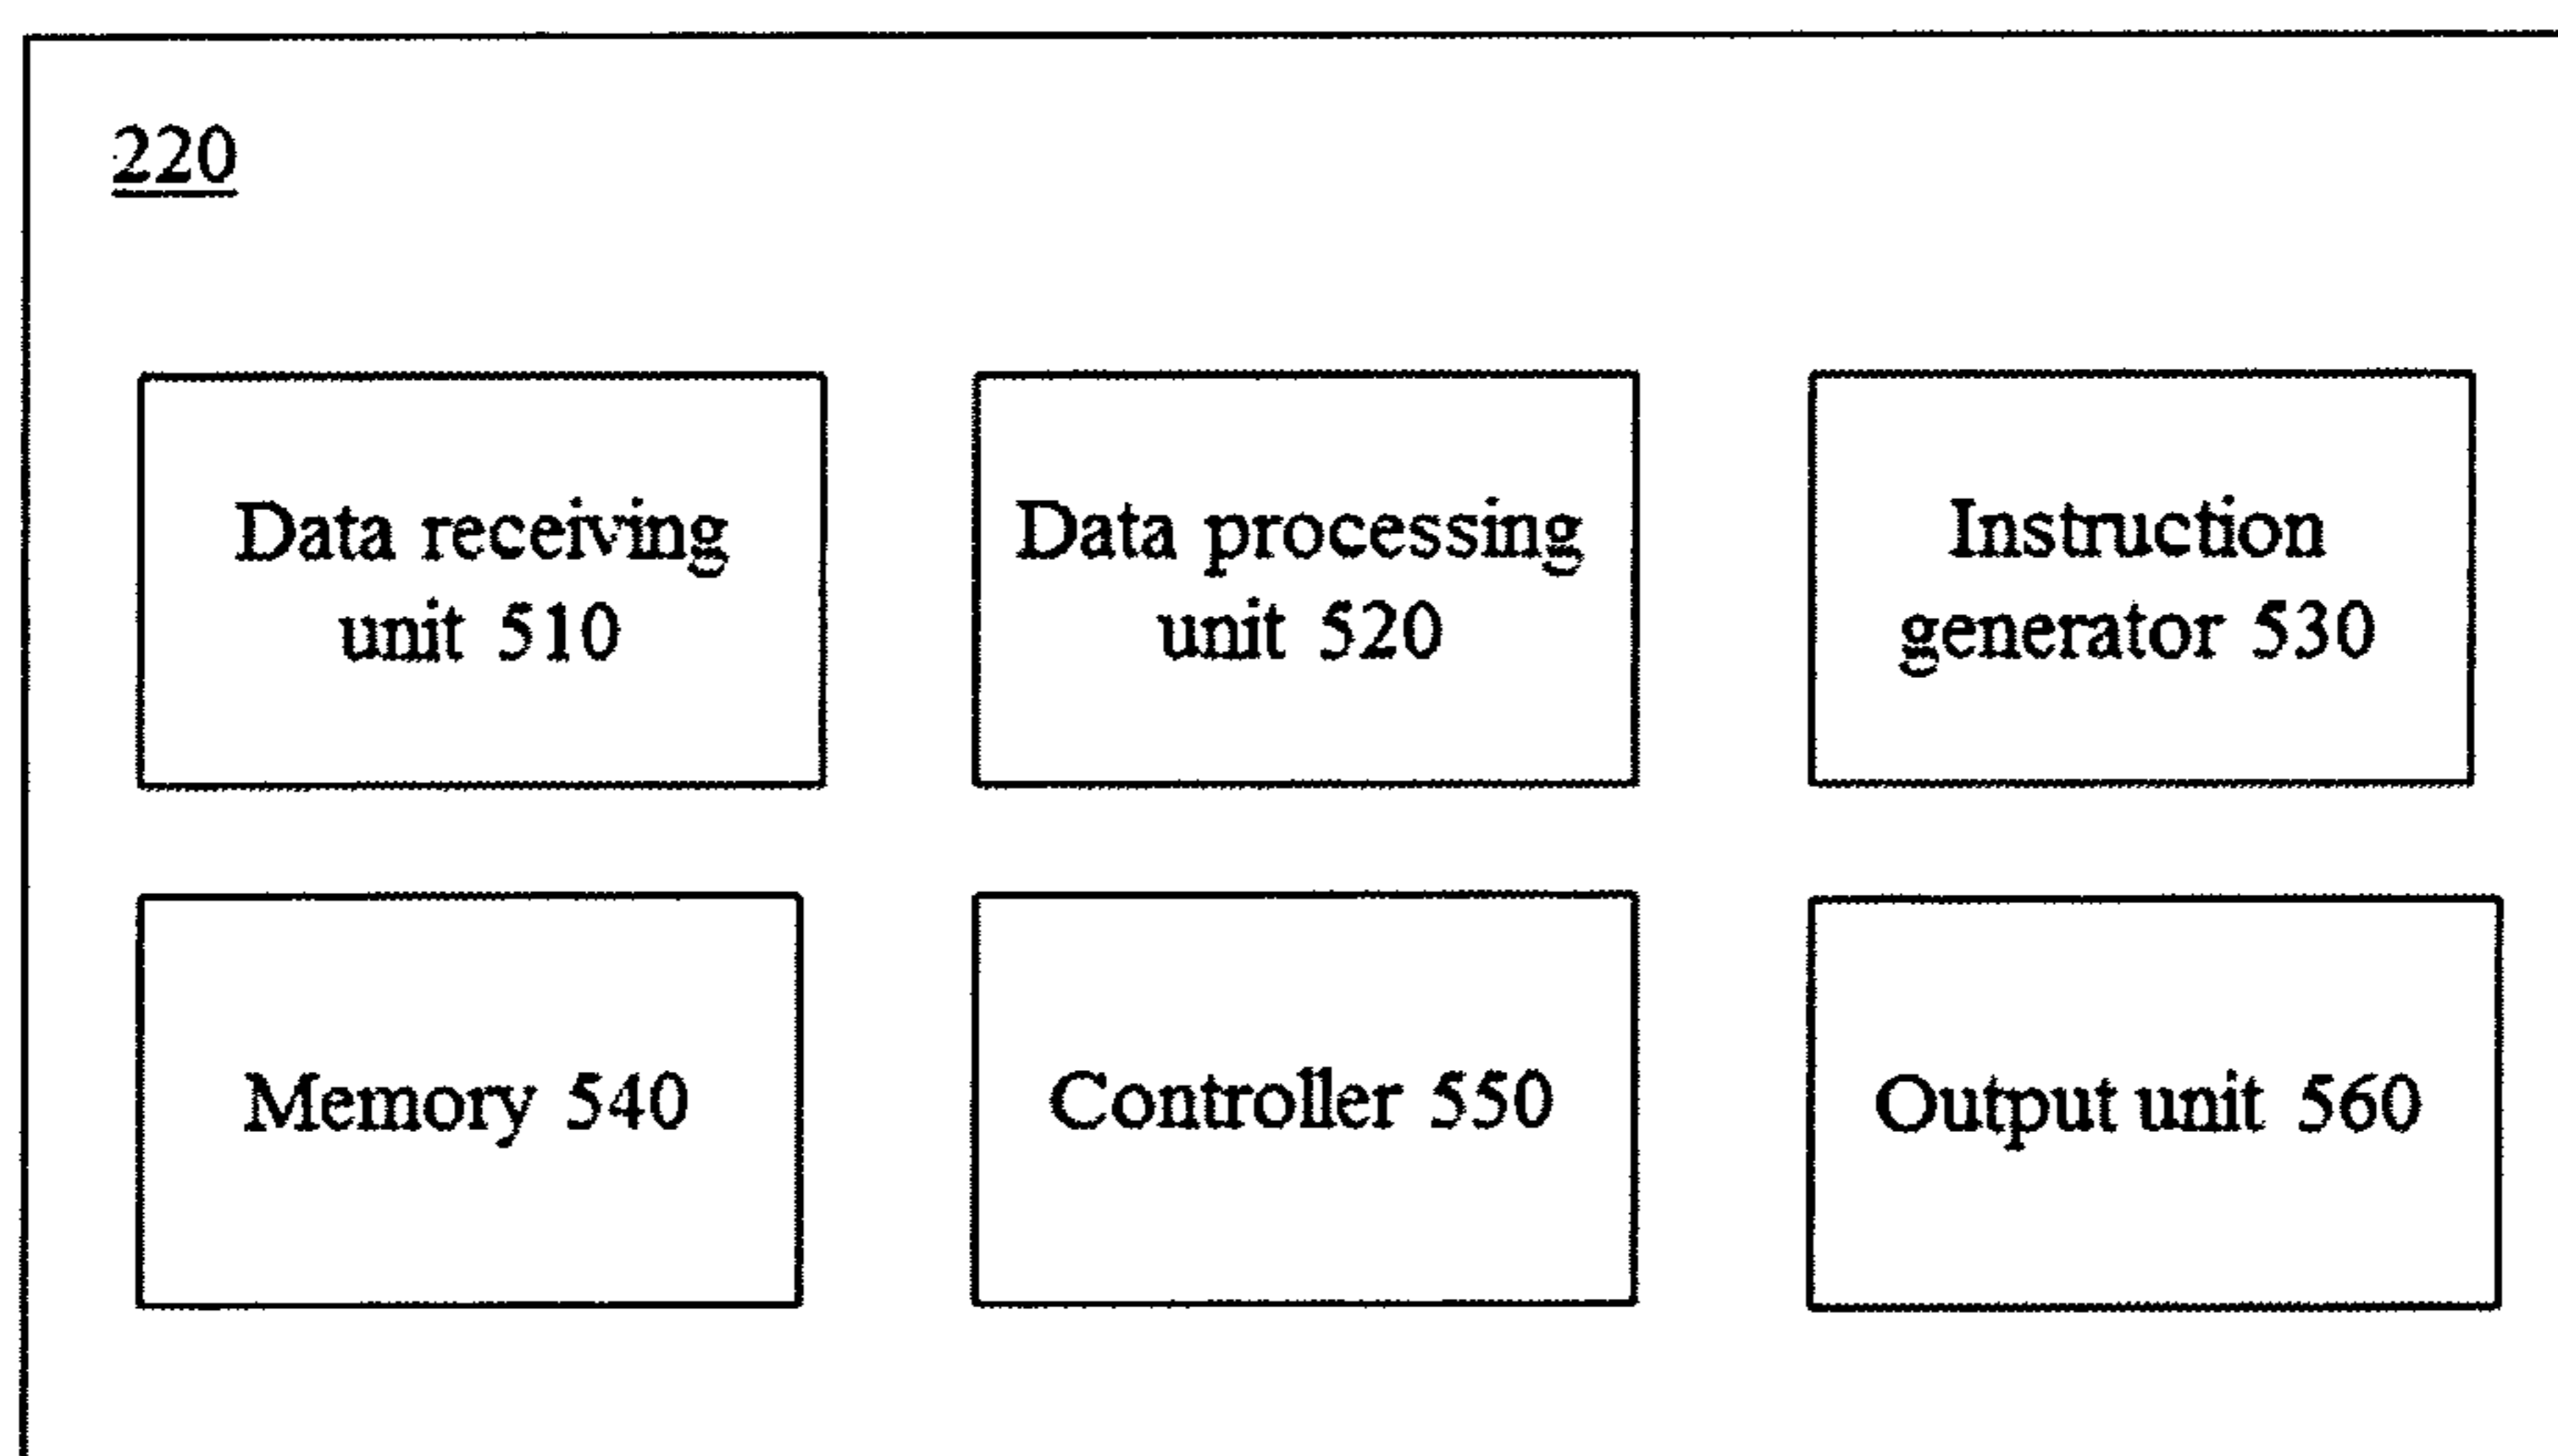 220
Data receiving
unit 510
Data processing
unit 520
Instruction
generator 530
Memory 540
Controller 550
Output unit 560